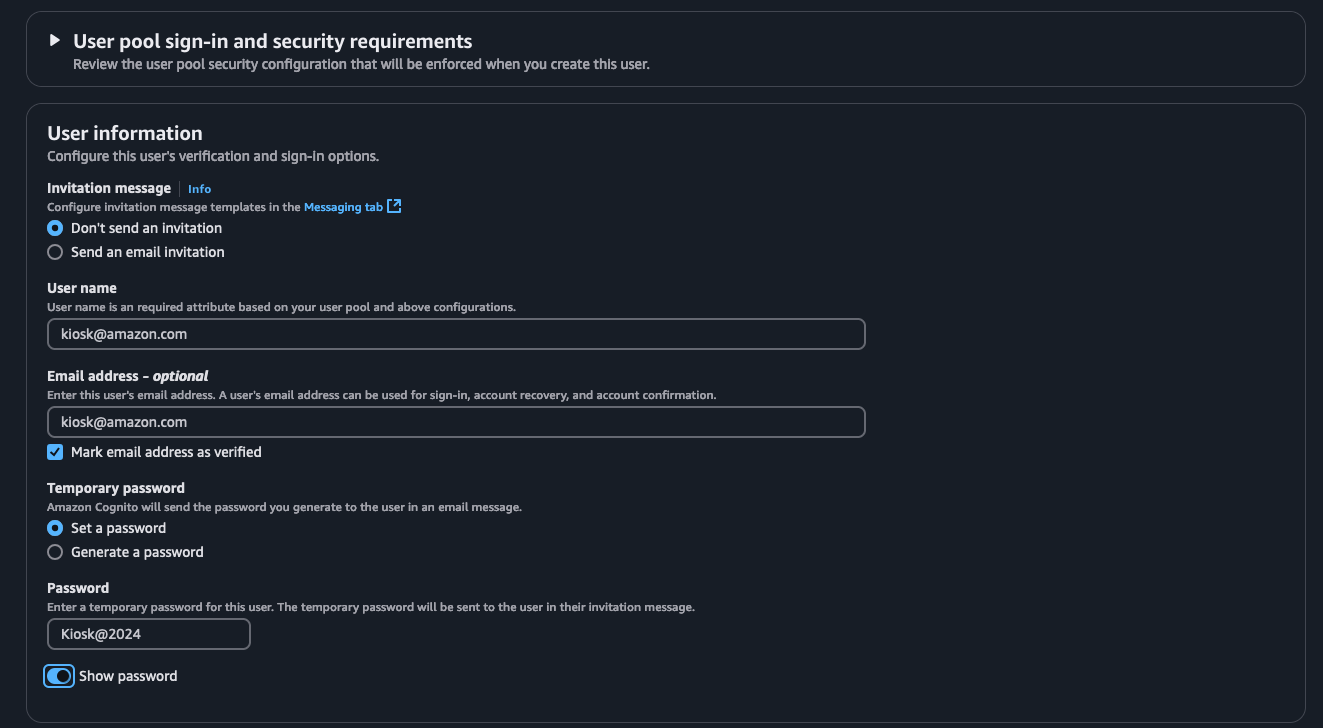 User pool sign-in and security requirements
Review the user pool security configuration that will be enforced when you create this user.
User information
Configure this user's verification and sign-in options.
Invitation message Info
Configure invitation message templates in the Messaging tab
Don't send an invitation
Send an email invitation
User name
User name is an required attribute based on your user pool and above configurations.
kiosk@amazon.com
Email address - optional
Enter this user's email address. A user's email address can be used for sign-in, account recovery, and account confirmation.
kiosk@amazon.com
Mark email address as verified
Temporary password
Amazon Cognito will send the password you generate to the user in an email message.
Set a password
Generate a password
Password
Enter a temporary password for this user. The temporary password will be sent to the user in their invitation message.
Kiosk@2024
Show password